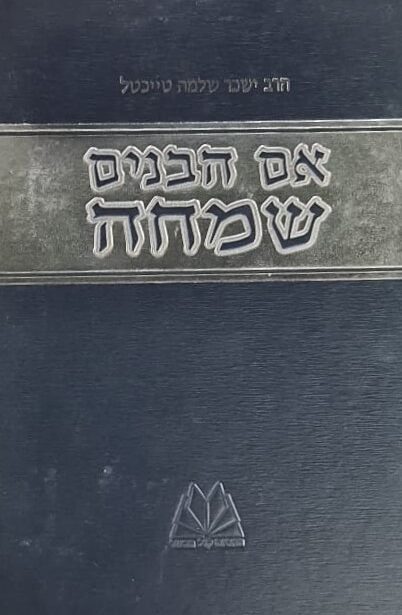 הרב ישכר שלמה טייכטל
אם הבנים
שמחה